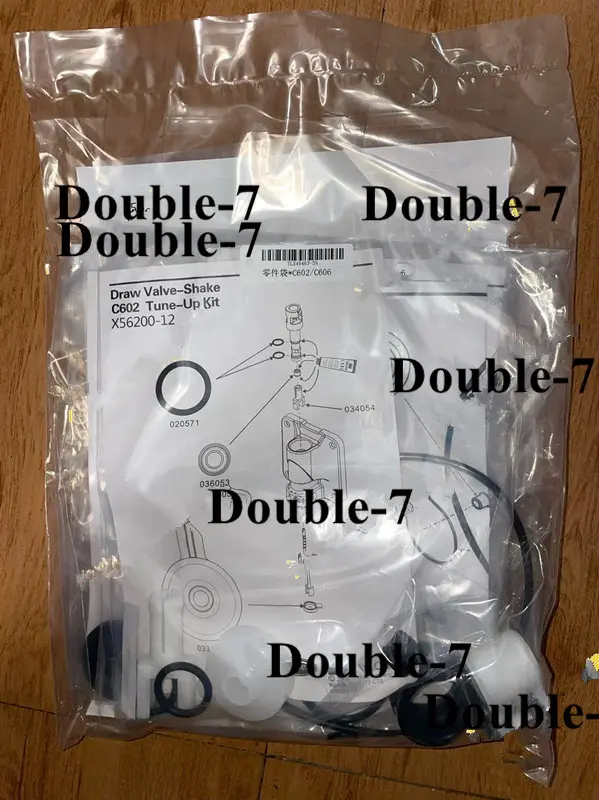 Double-7
Double-7
Double-7
零件袋*C602/C606
Draw Valve-Shake
C602 Tune-Up Kit
X56200-12
Double-7
020571
034054
036053
Double-7
Double-7
Double-